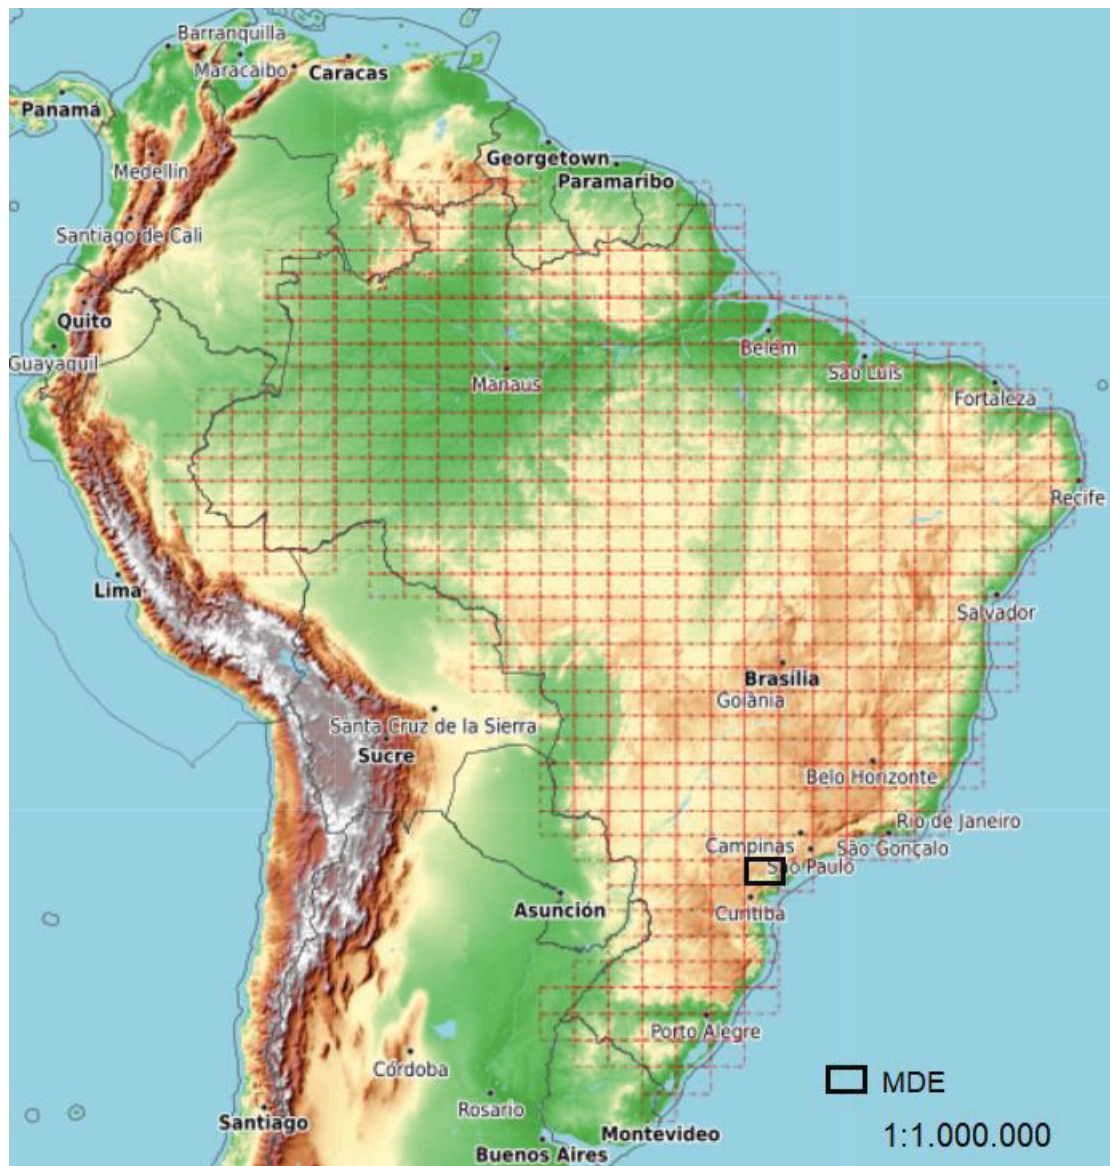 Barranquilla
Maracaibo
Caracas
Panamá
Georgetown
Medellín
Paramaribo
Santiago de Cali
Quito
Belém
Guayaquil
São Luís
Manaus
Fortaleza
Recife
Lima
Salvador
Brasília
Goiânia
Santa Cruz de la Sierra
Sucre
Belo Horizonte
Rio de Janeiro
Campinas
São Gonçalo
São Paulo
Asunción
Curitiba
Porto Alegre
Córdoba
MDE
Rosario
Santiago
1:1.000.000
Montevideo
Buenos Aires